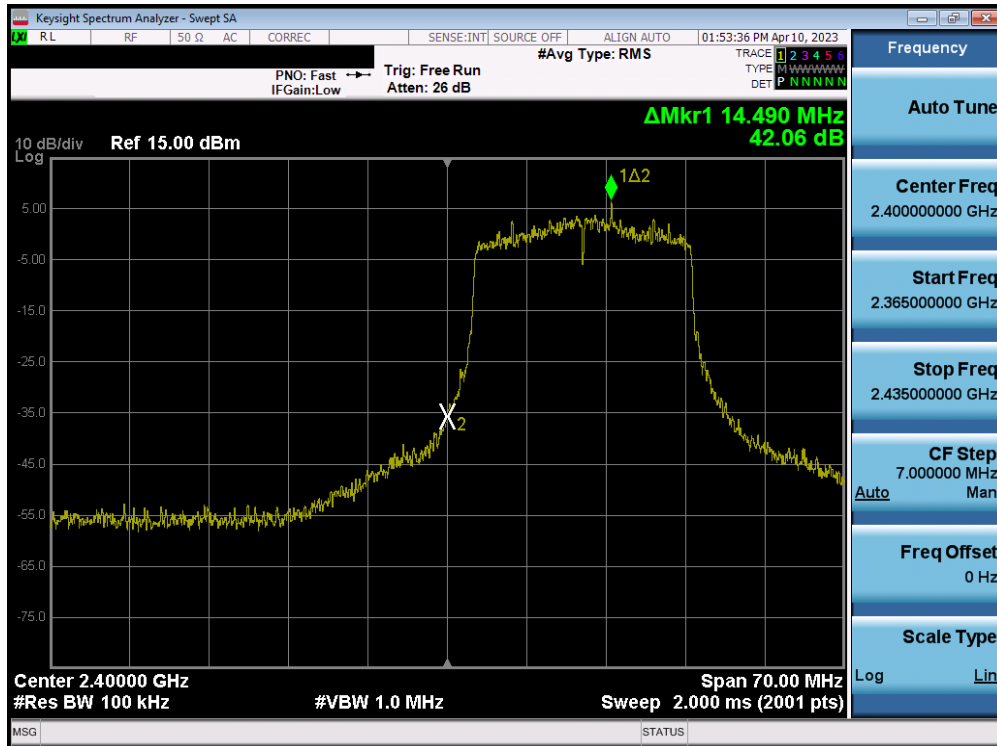 Keysight Spectrum Analyzer - Swept SA
LXI RL RF 50 Ω AC CORREC SENSE:INT SOURCE OFF ALIGN AUTO 01:53:36 PM Apr 10, 2023
#Avg Type: RMS
TRACE 1 2 3 4 5 6
PNO: Fast Trig: Free Run
TYPE M W W W W W
IFGain:Low Atten: 26 dB
DET P N N N N N
ΔMkr1 14.490 MHz
42.06 dB
10 dB/div Ref 15.00 dBm
Log
1Δ2
5.00
-5.00
-15.0
-25.0
-35.0
2
-45.0
-55.0
-65.0
-75.0
Center 2.40000 GHz Span 70.00 MHz
#Res BW 100 kHz #VBW 1.0 MHz Sweep 2.000 ms (2001 pts)
MSG STATUS
Frequency
Auto Tune
Center Freq
2.400000000 GHz
Start Freq
2.365000000 GHz
Stop Freq
2.435000000 GHz
CF Step
7.000000 MHz
Auto Man
Freq Offset
0 Hz
Scale Type
Log Lin